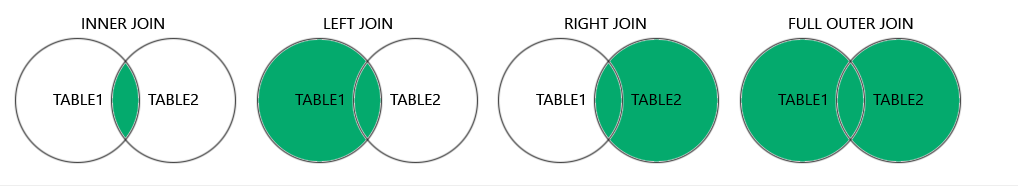 INNER JOIN
TABLE1 TABLE2
LEFT JOIN
TABLE1 TABLE2
RIGHT JOIN
TABLE1 TABLE2
FULL OUTER JOIN
TABLE1 TABLE2